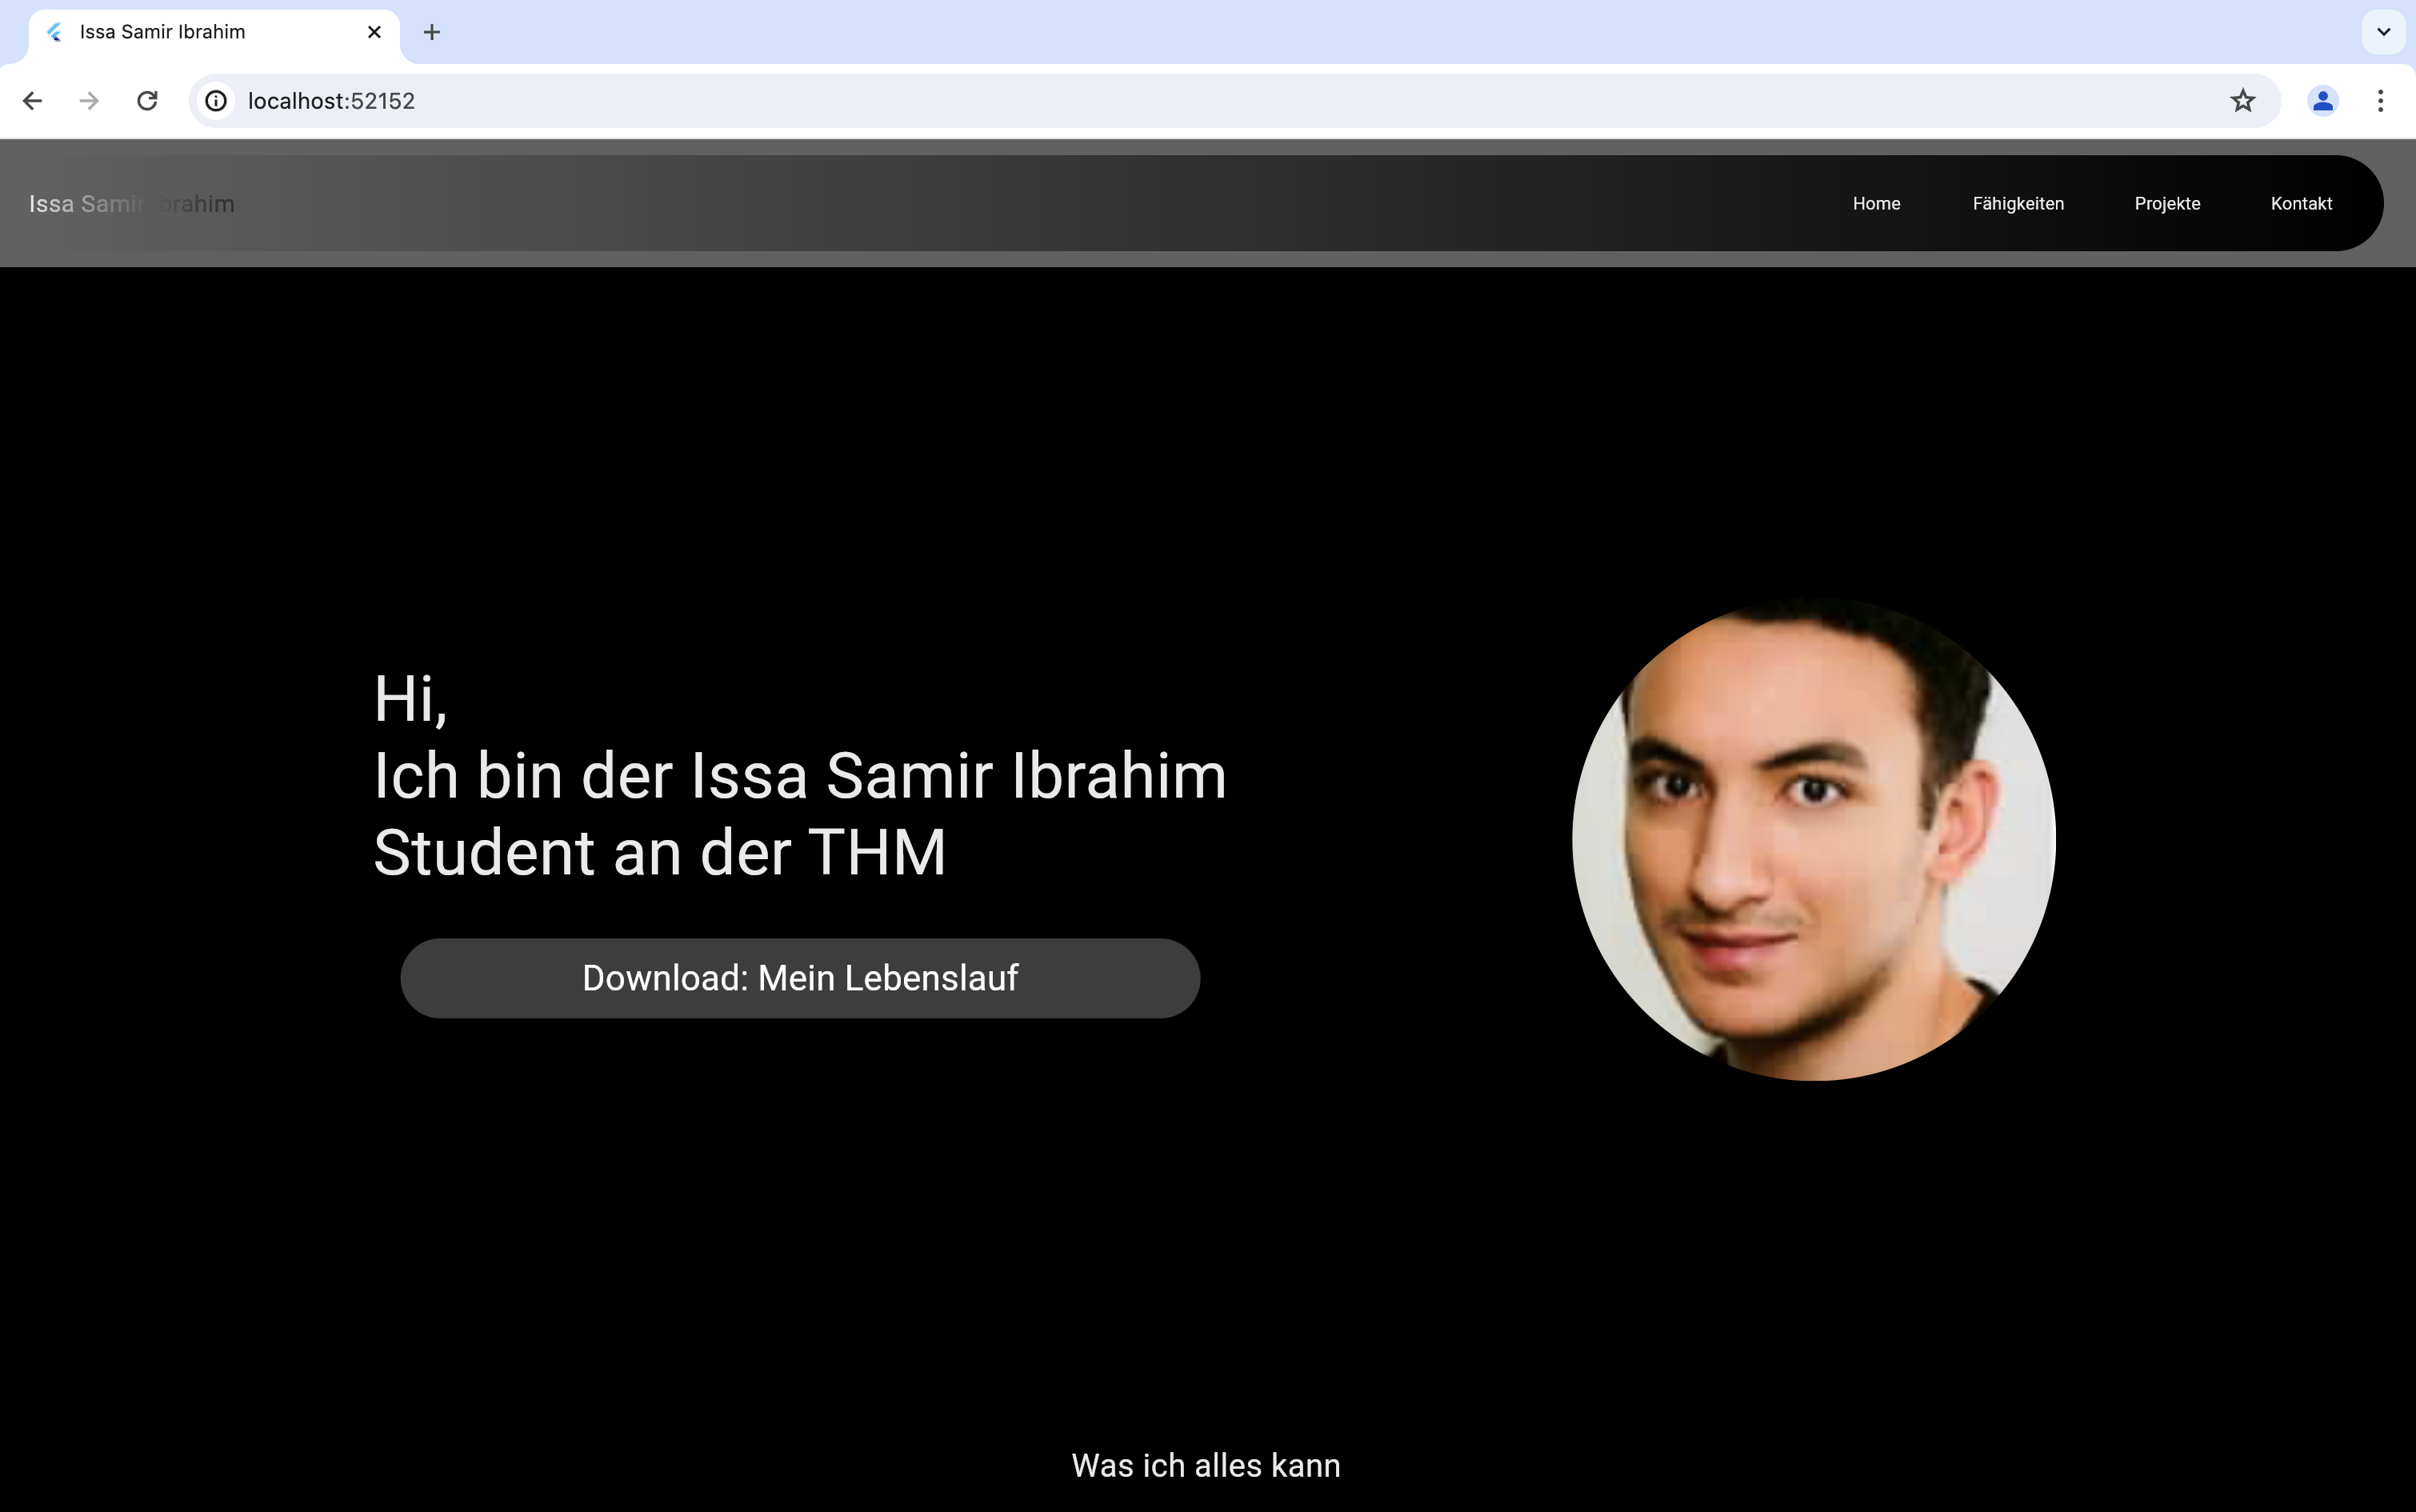 Issa Samir Ibrahim
localhost:52152
Issa Samir Ibrahim
Home Fähigkeiten Projekte Kontakt
Hi,
Ich bin der Issa Samir Ibrahim
Student an der THM
Download: Mein Lebenslauf
Was ich alles kann